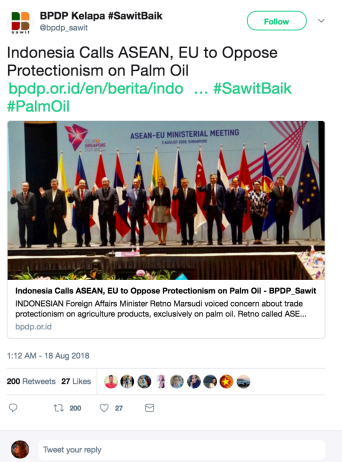 BPDP Kelapa #SawitBaik
@bpdp_sawit
Follow
Indonesia Calls ASEAN, EU to Oppose
Protectionism on Palm Oil
bpdp.or.id/en/berita/indo … #SawitBaik
#PalmOil
ASEAN-EU MINISTERIAL MEETING
3 AUGUST 2018, SINGAPORE
Indonesia Calls ASEAN, EU to Oppose Protectionism on Palm Oil - BPDP_Sawit
INDONESIAN Foreign Affairs Minister Retno Marsudi voiced concern about trade
protectionism on agriculture products, exclusively on palm oil. Retno called ASE...
bpdp.or.id
1:12 AM - 18 Aug 2018
200 Retweets 27 Likes
200 27
Tweet your reply